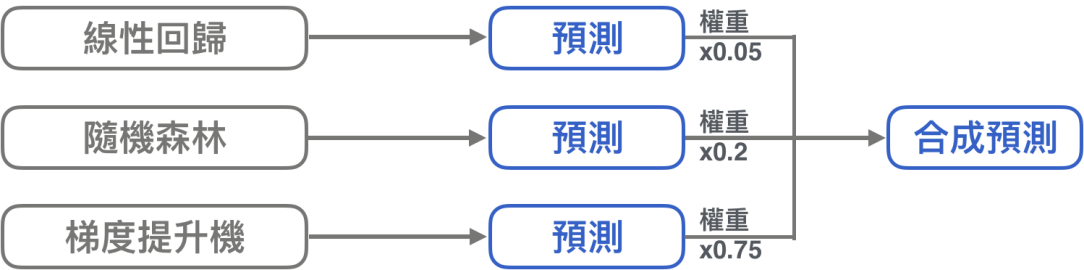 線性回歸
預測
權重
x0.05
隨機森林
預測
權重
x0.2
合成預測
梯度提升機
預測
權重
x0.75